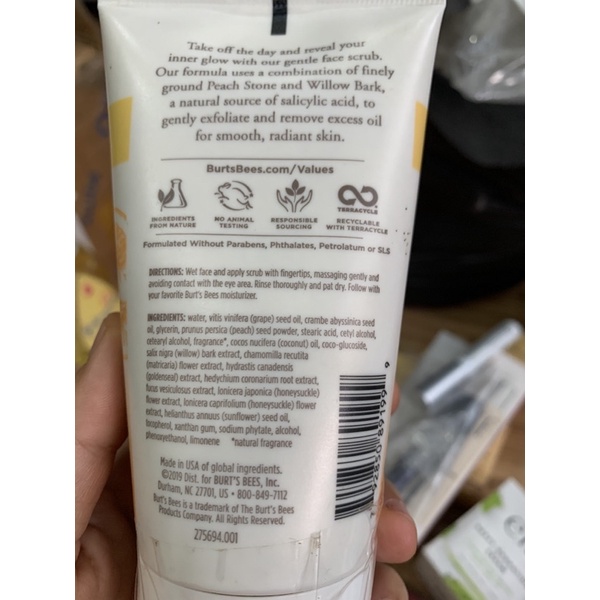 Take off the day and reveal your
inner glow with our gentle face scrub.
Our formula uses a combination of finely
ground Peach Stone and Willow Bark,
a natural source of salicylic acid, to
gently exfoliate and remove excess oil
for smooth, radiant skin.
BurtsBees.com/Values
INGREDIENTS FROM NATURE
NO ANIMAL TESTING
RESPONSIBLE SOURCING
TERRACYCLE
RECYCLABLE WITH TERRACYCLE
Formulated Without Parabens, Phthalates, Petrolatum or SLS
DIRECTIONS: Wet face and apply scrub with fingertips, massaging gently and
avoiding contact with the eye area. Rinse thoroughly and pat dry. Follow with
your favorite Burt's Bees moisturizer.
INGREDIENTS: water, vitis vinifera (grape) seed oil, crambe abyssinica seed
oil, glycerin, prunus persica (peach) seed powder, stearic acid, cetyl alcohol,
cetearyl alcohol, fragrance*, cocos nucifera (coconut) oil, coco-glucoside,
salix nigra (willow) bark extract, chamomilla recutita
(matricaria) flower extract, hydrastis canadensis
(goldenseal) extract, hedychium coronarium root extract,
fucus vesiculosus extract, lonicera japonica (honeysuckle)
flower extract, lonicera caprifolium (honeysuckle) flower
extract, helianthus annuus (sunflower) seed oil,
tocopherol, xanthan gum, sodium phytate, alcohol,
phenoxyethanol, limonene *natural fragrance
Made in USA of global ingredients.
©2019 Dist. for BURT'S BEES, Inc.
Durham, NC 27701, US • 800-849-7112
Burt's Bees is a trademark of The Burt's Bees
Products Company. All Rights Reserved.
275694.001
92850 89199 9